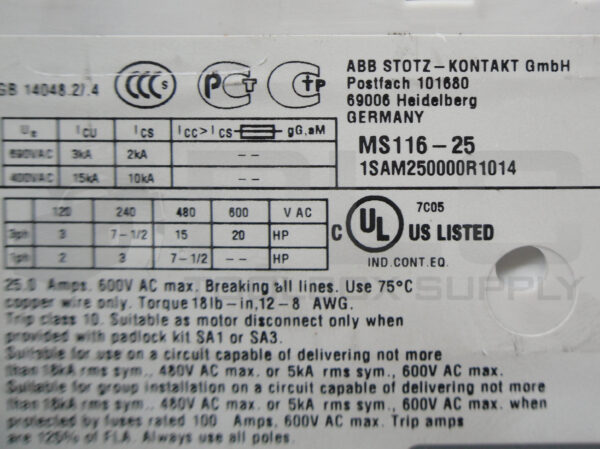 GB 14048.2/.4
CCC S
PCT
CTP
ABB STOTZ-KONTAKT GmbH
Postfach 101680
69006 Heidelberg
GERMANY
MS116-25
1SAM250000R1014
Ue ICU ICS ICC>ICS gG,aM
690VAC 3kA 2kA
400VAC 15kA 10kA
120 240 480 600 V AC
3ph 3 7-1/2 15 20 HP
1ph 2 3 7-1/2 --- HP
C UL US LISTED
7C05
IND.CONT.EQ.
25.0 Amps. 600V AC max. Breaking all lines. Use 75°C
copper wire only. Torque 18lb-in,12-8 AWG.
Trip class 10. Suitable as motor disconnect only when
provided with padlock kit SA1 or SA3.
Suitable for use on a circuit capable of delivering not more
than 18kA rms sym., 480V AC max. or 5kA rms sym., 600V AC max.
Suitable for group installation on a circuit capable of delivering not more
than 18kA rms sym., 480V AC max. or 5kA rms sym., 600V AC max. when
protected by fuses rated 100 Amps, 600V AC max. Trip amps
are 125% of FLA. Always use all poles.